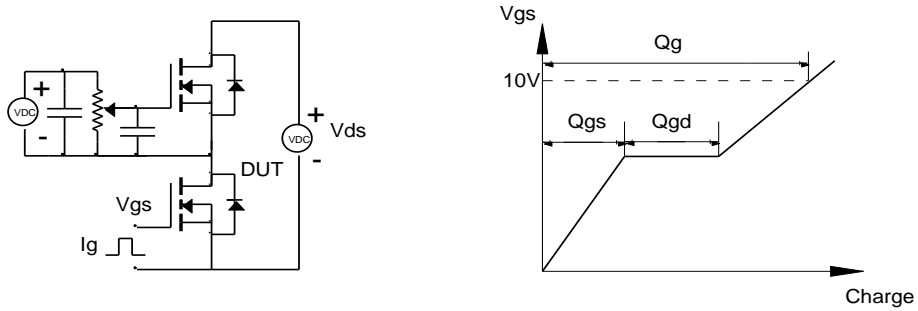 +
VDC
-
+
VDC
-
Vds
DUT
Vgs
Ig
Vgs
Qg
10V
Qgs
Qgd
Charge